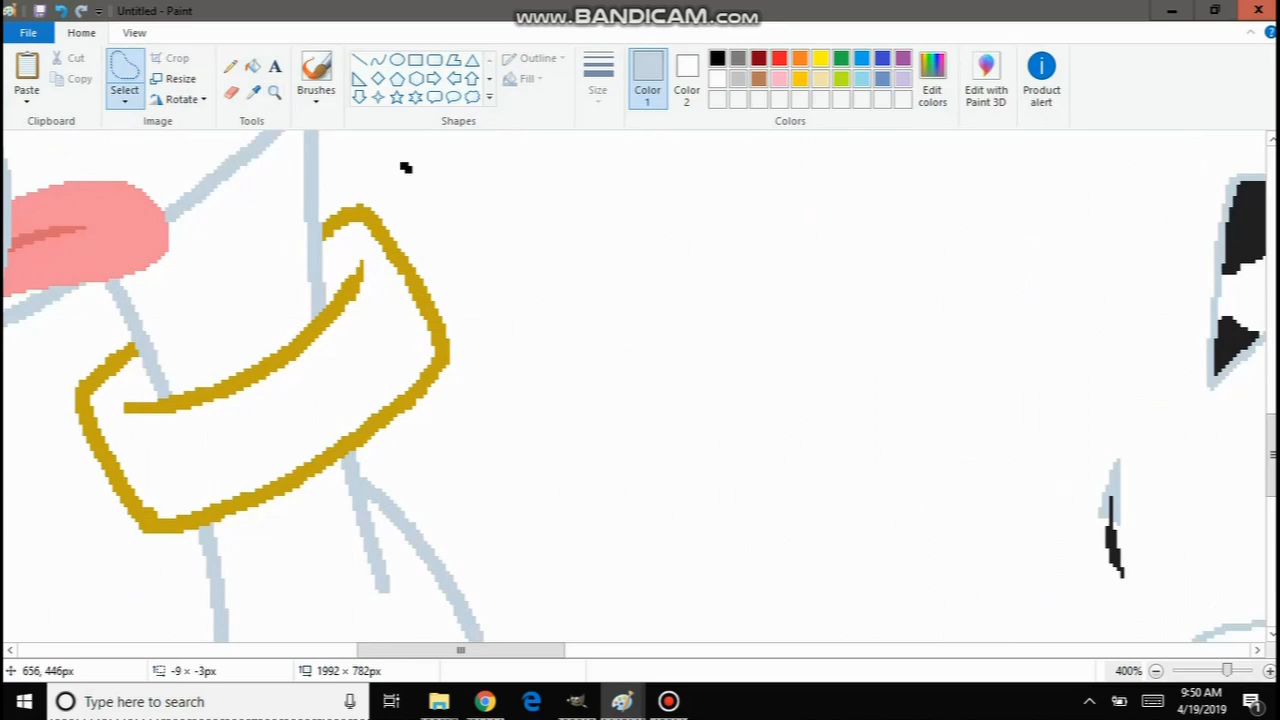 Untitled - Paint
www.BANDICAM.com
File
Home
View
Paste
Cut
Copy
Clipboard
Select
Crop
Resize
Rotate
Image
A
Tools
Brushes
Outline
Fill
Shapes
Size
Color 1
Color 2
Edit colors
Colors
Edit with Paint 3D
Product alert
656, 446px
-9 × -3px
1992 × 782px
400%
Type here to search
9:50 AM
4/19/2019
1